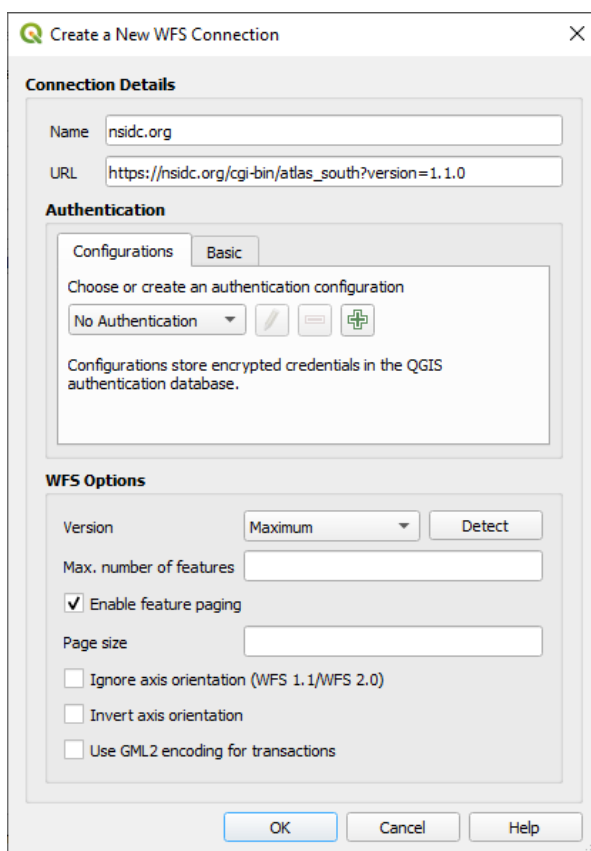 Create a New WFS Connection
Connection Details
Name nsidc.org
URL https://nsidc.org/cgi-bin/atlas_south?version=1.1.0
Authentication
Configurations Basic
Choose or create an authentication configuration
No Authentication
Configurations store encrypted credentials in the QGIS
authentication database.
WFS Options
Version Maximum Detect
Max. number of features
Enable feature paging
Page size
Ignore axis orientation (WFS 1.1/WFS 2.0)
Invert axis orientation
Use GML2 encoding for transactions
OK Cancel Help